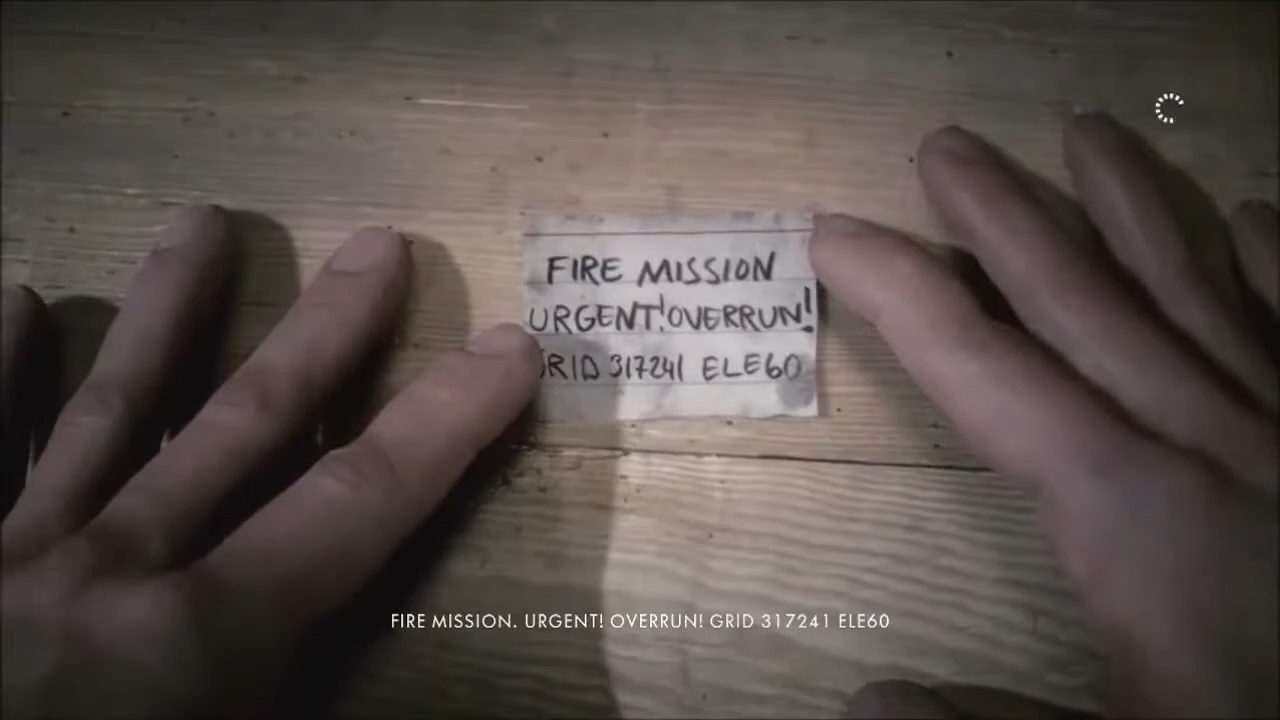 FIRE MISSION
URGENT! OVERRUN!
GRID 317241 ELE60
FIRE MISSION. URGENT! OVERRUN! GRID 317241 ELE60